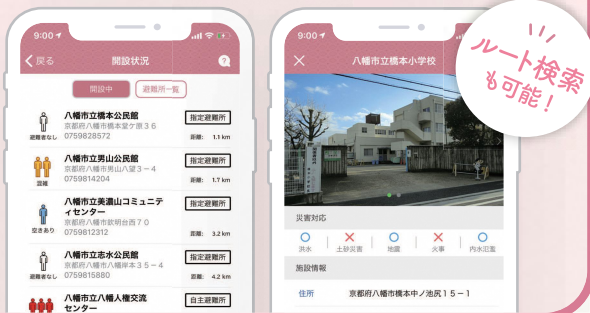 9:00
戻る
開設状況
?
開設中
避難所一覧
八幡市立橋本公民館
指定避難所
京都府八幡市橋本堂ケ原36
0759828572
避難者なし
距離: 1.1 km
八幡市立男山公民館
指定避難所
京都府八幡市男山八望3-4
0759814204
混雑
距離: 1.7 km
八幡市立美濃山コミュニテ
ィセンター
指定避難所
京都府八幡市欽明台西70
0759812312
空きあり
距離: 3.2 km
八幡市立志水公民館
指定避難所
京都府八幡市八幡岸本35-4
0759815880
避難者なし
距離: 4.2 km
八幡市立八幡人権交流
センター
自主避難所
9:00
八幡市立橋本小学校
ルート検索
も可能!
災害対応
洪水
土砂災害
地震
火事
内水氾濫
施設情報
住所
京都府八幡市橋本中ノ池尻15-1